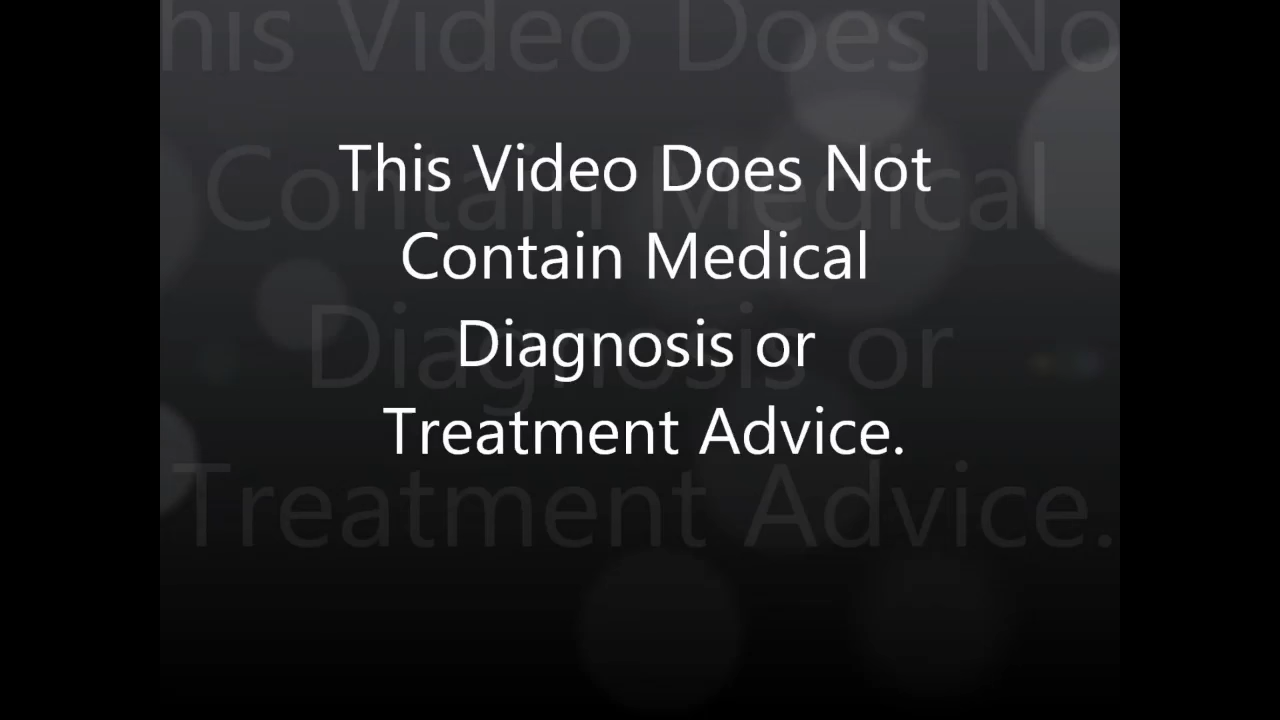 This Video Does Not
Contain Medical
Diagnosis or
Treatment Advice.